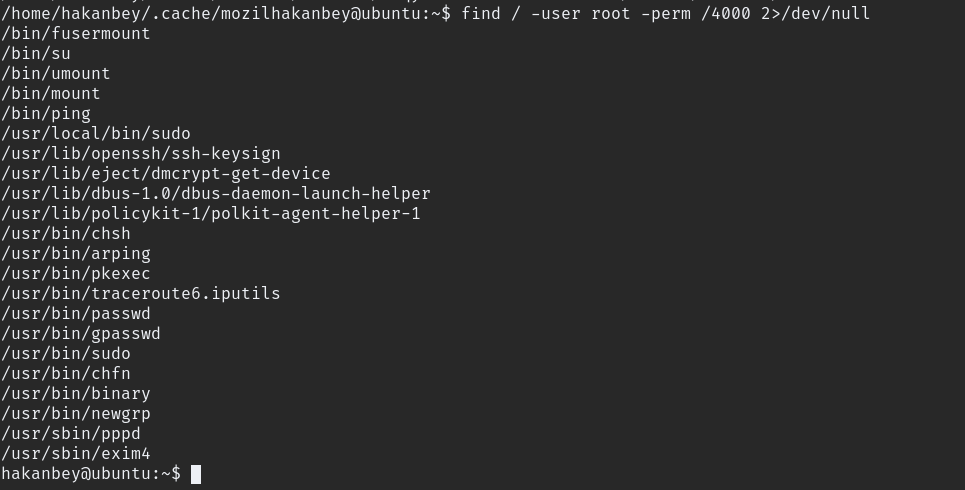 /home/hakanbey/.cache/mozilhakanbey@ubuntu:~$ find / -user root -perm /4000 2>/dev/null
/bin/fusermount
/bin/su
/bin/umount
/bin/mount
/bin/ping
/usr/local/bin/sudo
/usr/lib/openssh/ssh-keysign
/usr/lib/eject/dmcrypt-get-device
/usr/lib/dbus-1.0/dbus-daemon-launch-helper
/usr/lib/policykit-1/polkit-agent-helper-1
/usr/bin/chsh
/usr/bin/arping
/usr/bin/pkexec
/usr/bin/traceroute6.iputils
/usr/bin/passwd
/usr/bin/gpasswd
/usr/bin/sudo
/usr/bin/chfn
/usr/bin/binary
/usr/bin/newgrp
/usr/sbin/pppd
/usr/sbin/exim4
hakanbey@ubuntu:~$